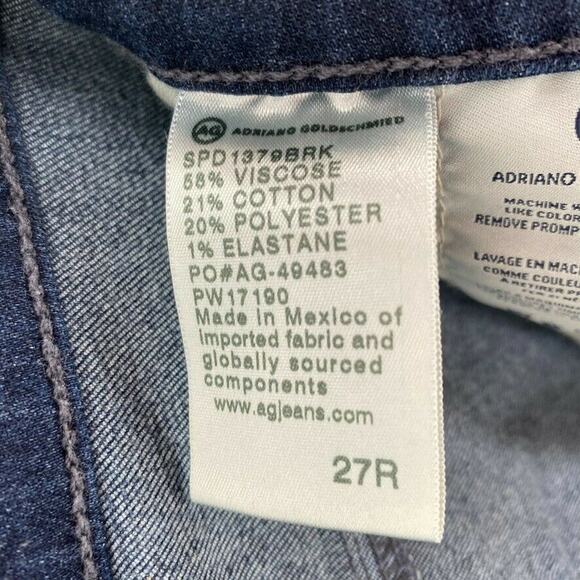 AG ADRIANO GOLDSCHMIED
SPD1379BRK
58% VISCOSE
21% COTTON
20% POLYESTER
1% ELASTANE
PO#AG-49483
PW17190
Made in Mexico of
imported fabric and
globally sourced
components
www.agjeans.com
27R
ADRIANO
MACHINE
LIKE COLOR
REMOVE PROMP
LAVAGE EN MAC
COMME COULEU
A RETIRER